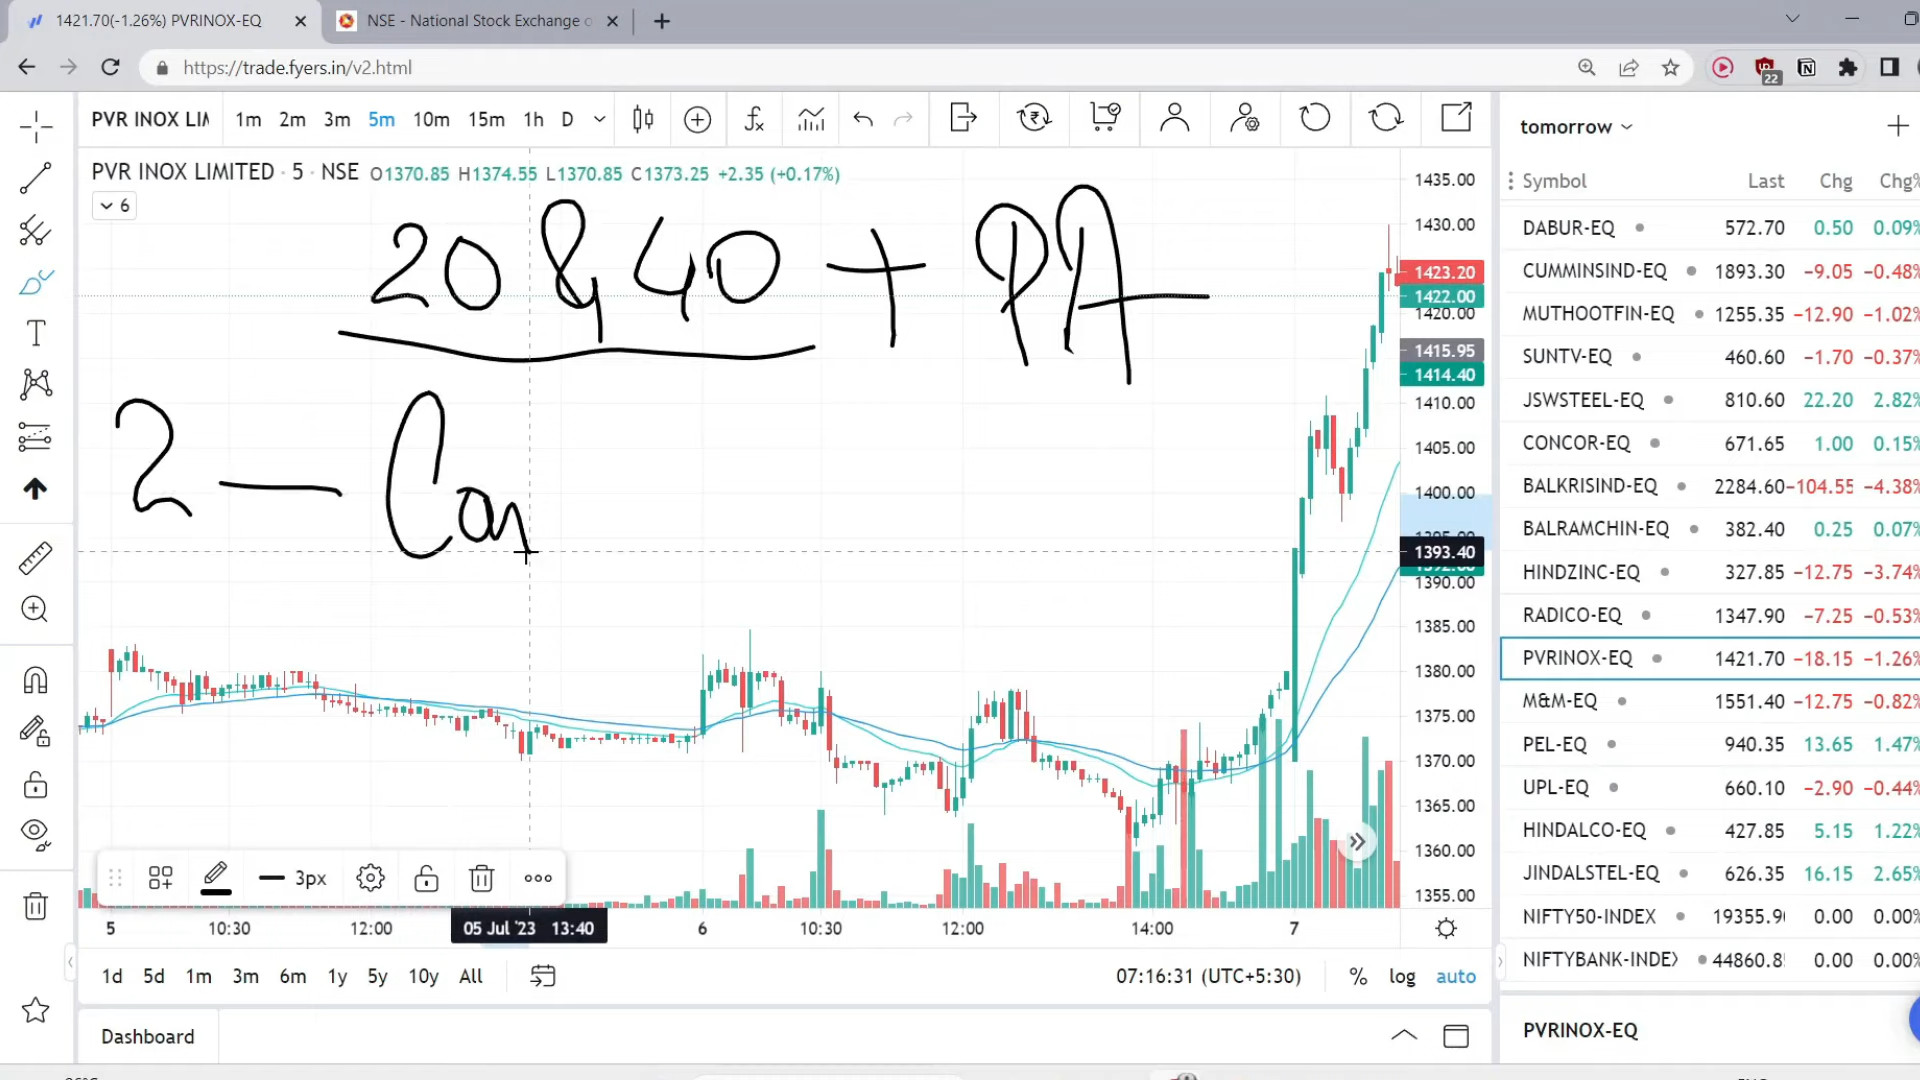 1421.70(-1.26%) PVRINOX-EQ
NSE - National Stock Exchange o
https://trade.fyers.in/v2.html
22
PVR INOX LIM
1m 2m 3m 5m 10m 15m 1h D
tomorrow
PVR INOX LIMITED · 5 · NSE O1370.85 H1374.55 L1370.85 C1373.25 +2.35 (+0.17%)
6
20 & 40 + PA
2 — Can
1435.00
1430.00
1423.20
1422.00
1420.00
1415.95
1414.40
1410.00
1405.00
1400.00
1393.40
1390.00
1385.00
1380.00
1375.00
1370.00
1365.00
1360.00
1355.00
Symbol Last Chg Chg%
DABUR-EQ 572.70 0.50 0.09%
CUMMINSIND-EQ 1893.30 −9.05 −0.48%
MUTHOOTFIN-EQ 1255.35 −12.90 −1.02%
SUNTV-EQ 460.60 −1.70 −0.37%
JSWSTEEL-EQ 810.60 22.20 2.82%
CONCOR-EQ 671.65 1.00 0.15%
BALKRISIND-EQ 2284.60 −104.55 −4.38%
BALRAMCHIN-EQ 382.40 0.25 0.07%
HINDZINC-EQ 327.85 −12.75 −3.74%
RADICO-EQ 1347.90 −7.25 −0.53%
PVRINOX-EQ 1421.70 −18.15 −1.26%
M&M-EQ 1551.40 −12.75 −0.82%
PEL-EQ 940.35 13.65 1.47%
UPL-EQ 660.10 −2.90 −0.44%
HINDALCO-EQ 427.85 5.15 1.22%
JINDALSTEL-EQ 626.35 16.15 2.65%
NIFTY50-INDEX 19355.90 0.00 0.00%
NIFTYBANK-INDEX 44860.8 0.00 0.00%
3px
5 10:30 12:00 05 Jul '23 13:40 6 10:30 12:00 14:00 7
1d 5d 1m 3m 6m 1y 5y 10y All
07:16:31 (UTC+5:30) % log auto
Dashboard
PVRINOX-EQ